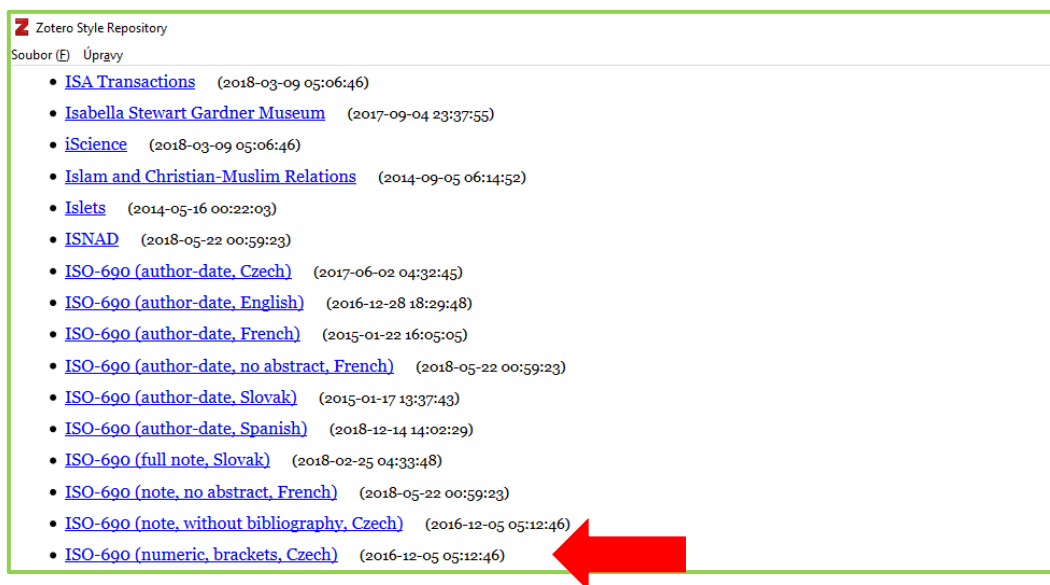 Z Zotero Style Repository
Soubor (F) Úpravy
• ISA Transactions (2018-03-09 05:06:46)
• Isabella Stewart Gardner Museum (2017-09-04 23:37:55)
• iScience (2018-03-09 05:06:46)
• Islam and Christian-Muslim Relations (2014-09-05 06:14:52)
• Islets (2014-05-16 00:22:03)
• ISNAD (2018-05-22 00:59:23)
• ISO-690 (author-date, Czech) (2017-06-02 04:32:45)
• ISO-690 (author-date, English) (2016-12-28 18:29:48)
• ISO-690 (author-date, French) (2015-01-22 16:05:05)
• ISO-690 (author-date, no abstract, French) (2018-05-22 00:59:23)
• ISO-690 (author-date, Slovak) (2015-01-17 13:37:43)
• ISO-690 (author-date, Spanish) (2018-12-14 14:02:29)
• ISO-690 (full note, Slovak) (2018-02-25 04:33:48)
• ISO-690 (note, no abstract, French) (2018-05-22 00:59:23)
• ISO-690 (note, without bibliography, Czech) (2016-12-05 05:12:46)
• ISO-690 (numeric, brackets, Czech) (2016-12-05 05:12:46)